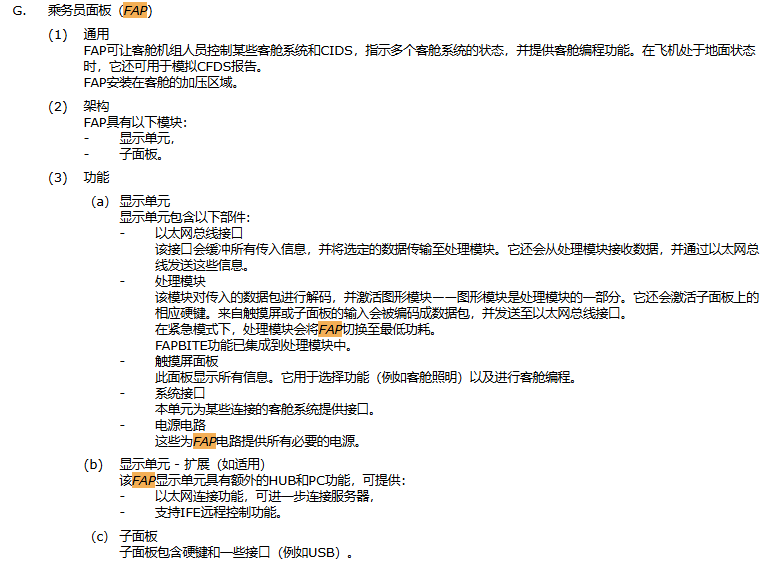 G. 乘务员面板（FAP）
(1) 通用
FAP可让客舱机组人员控制某些客舱系统和CIDS，指示多个客舱系统的状态，并提供客舱编程功能。在飞机处于地面状态
时，它还可用于模拟CFDS报告。
FAP安装在客舱的加压区域。
(2) 架构
FAP具有以下模块：
- 显示单元，
- 子面板。
(3) 功能
(a) 显示单元
显示单元包含以下部件：
- 以太网总线接口
该接口会缓冲所有传入信息，并将选定的数据传输至处理模块。它还会从处理模块接收数据，并通过以太网总
线发送这些信息。
- 处理模块
该模块对传入的数据包进行解码，并激活图形模块——图形模块是处理模块的一部分。它还会激活子面板上的
相应硬键。来自触摸屏或子面板的输入会被编码成数据包，并发送至以太网总线接口。
在紧急模式下，处理模块会将FAP切换至最低功耗。
FAPBITE功能已集成到处理模块中。
- 触摸屏面板
此面板显示所有信息。它用于选择功能（例如客舱照明）以及进行客舱编程。
- 系统接口
本单元为某些连接的客舱系统提供接口。
- 电源电路
这些为FAP电路提供所有必要的电源。
(b) 显示单元 - 扩展（如适用）
该FAP显示单元具有额外的HUB和PC功能，可提供：
- 以太网连接功能，可进一步连接服务器，
- 支持IFE远程控制功能。
(c) 子面板
子面板包含硬键和一些接口（例如USB）。